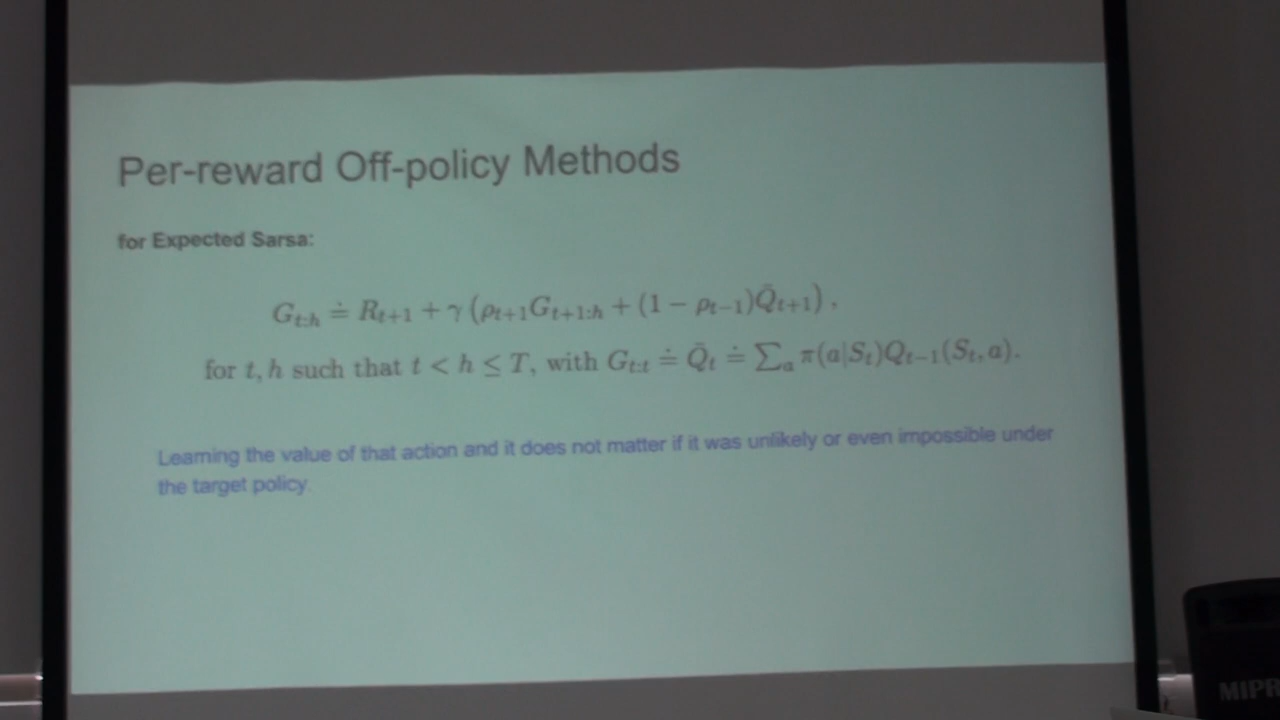 Per-reward Off-policy Methods
for Expected Sarsa:
G_{t:h} ≐ R_{t+1} + γ (ρ_{t+1}G_{t+1:h} + (1 − ρ_{t−1})Q̄_{t+1}) ,
for t, h such that t < h ≤ T, with G_{t:t} ≐ Q̄_t ≐ ∑_a π(a|S_t)Q_{t−1}(S_t, a).
Learning the value of that action and it does not matter if it was unlikely or even impossible under
the target policy